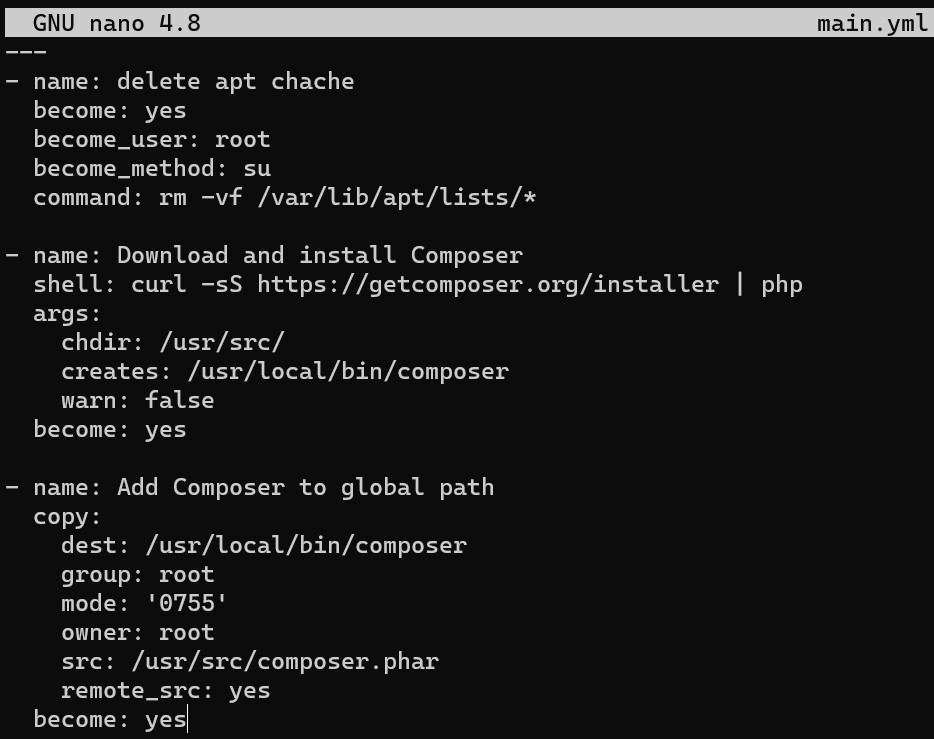 GNU nano 4.8 main.yml
---
- name: delete apt chache
  become: yes
  become_user: root
  become_method: su
  command: rm -vf /var/lib/apt/lists/*

- name: Download and install Composer
  shell: curl -sS https://getcomposer.org/installer | php
  args:
    chdir: /usr/src/
    creates: /usr/local/bin/composer
    warn: false
  become: yes

- name: Add Composer to global path
  copy:
    dest: /usr/local/bin/composer
    group: root
    mode: '0755'
    owner: root
    src: /usr/src/composer.phar
    remote_src: yes
  become: yes